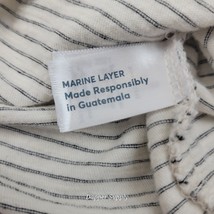 MARINE LAYER
Made Responsibly
in Guatemala